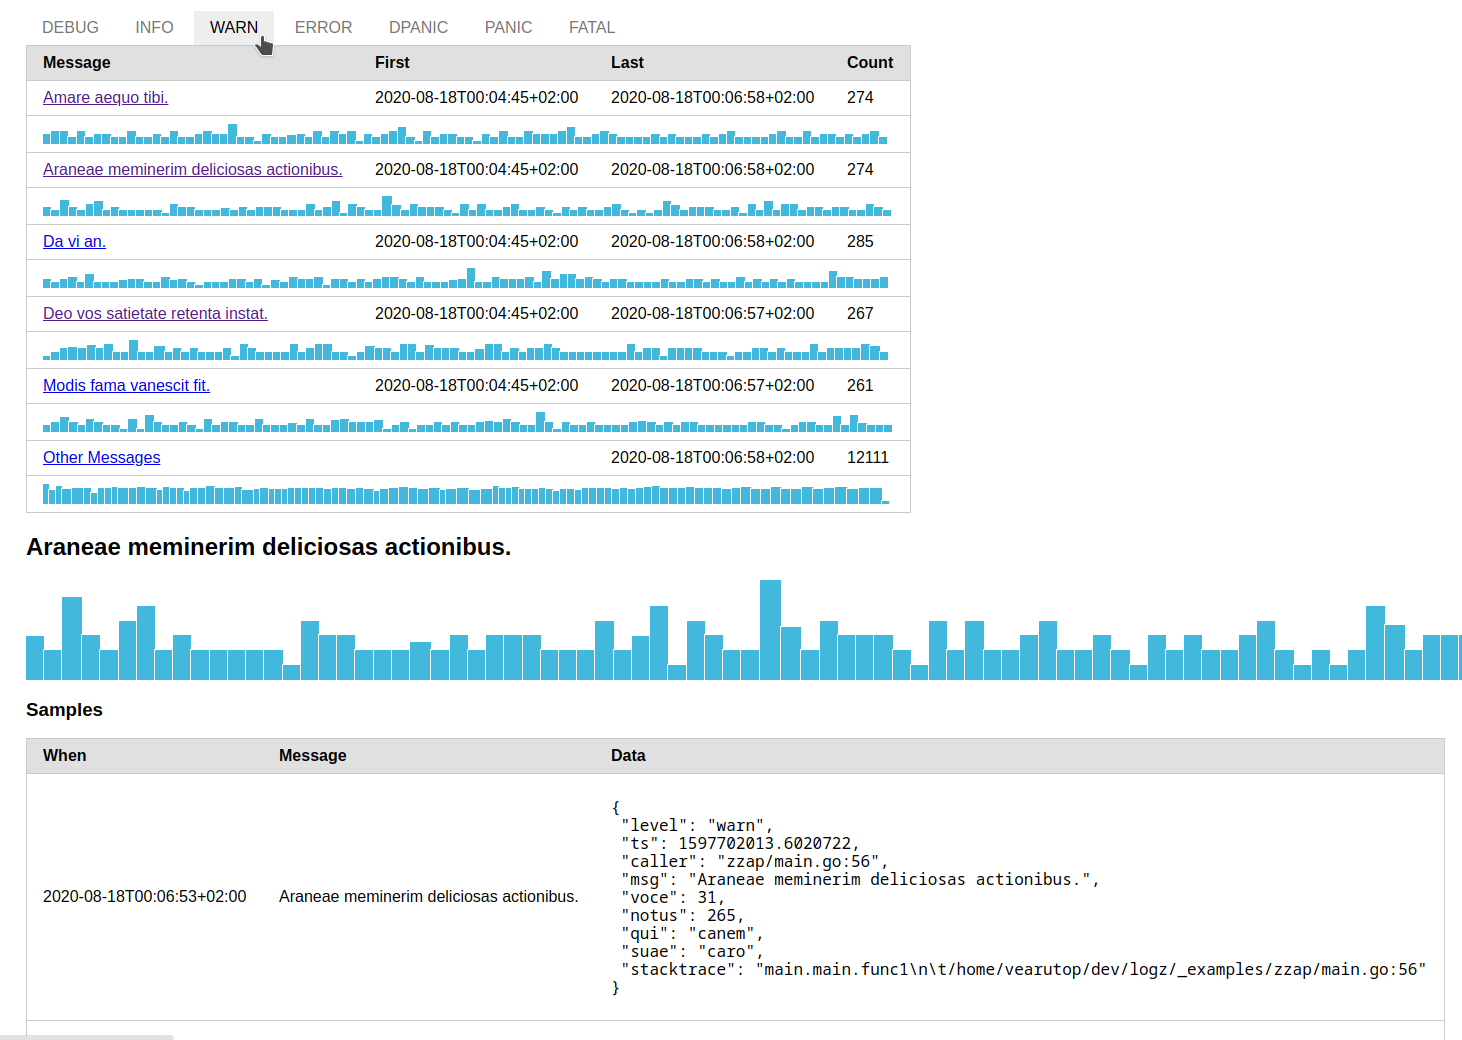 DEBUG INFO WARN ERROR DPANIC PANIC FATAL
Message First Last Count
Amare aequo tibi. 2020-08-18T00:04:45+02:00 2020-08-18T00:06:58+02:00 274
Araneae meminerim deliciosas actionibus. 2020-08-18T00:04:45+02:00 2020-08-18T00:06:58+02:00 274
Da vi an. 2020-08-18T00:04:45+02:00 2020-08-18T00:06:58+02:00 285
Deo vos satietate retenta instat. 2020-08-18T00:04:45+02:00 2020-08-18T00:06:57+02:00 267
Modis fama vanescit fit. 2020-08-18T00:04:45+02:00 2020-08-18T00:06:57+02:00 261
Other Messages 2020-08-18T00:06:58+02:00 12111
Araneae meminerim deliciosas actionibus.
Samples
When Message Data
{
"level": "warn",
"ts": 1597702013.6020722,
"caller": "zzap/main.go:56",
"msg": "Araneae meminerim deliciosas actionibus.",
2020-08-18T00:06:53+02:00 Araneae meminerim deliciosas actionibus.
"voce": 31,
"notus": 265,
"qui": "canem",
"suae": "caro",
"stacktrace": "main.main.func1\n\t/home/vearutop/dev/logz/_examples/zzap/main.go:56"
}